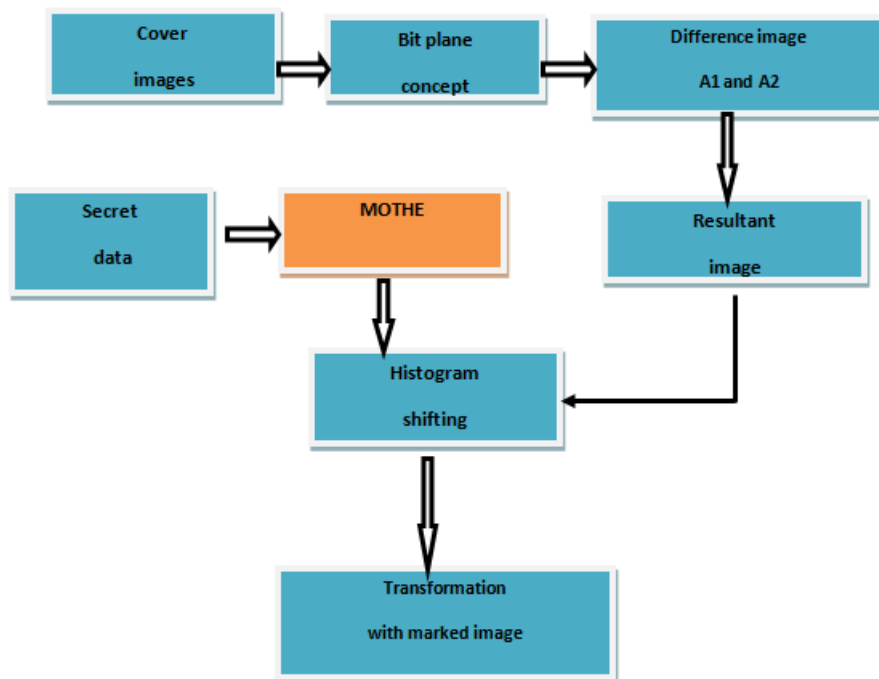 Cover
images
Bit plane
concept
Difference image
A1 and A2
Secret
data
MOTHE
Resultant
image
Histogram
shifting
Transformation
with marked image